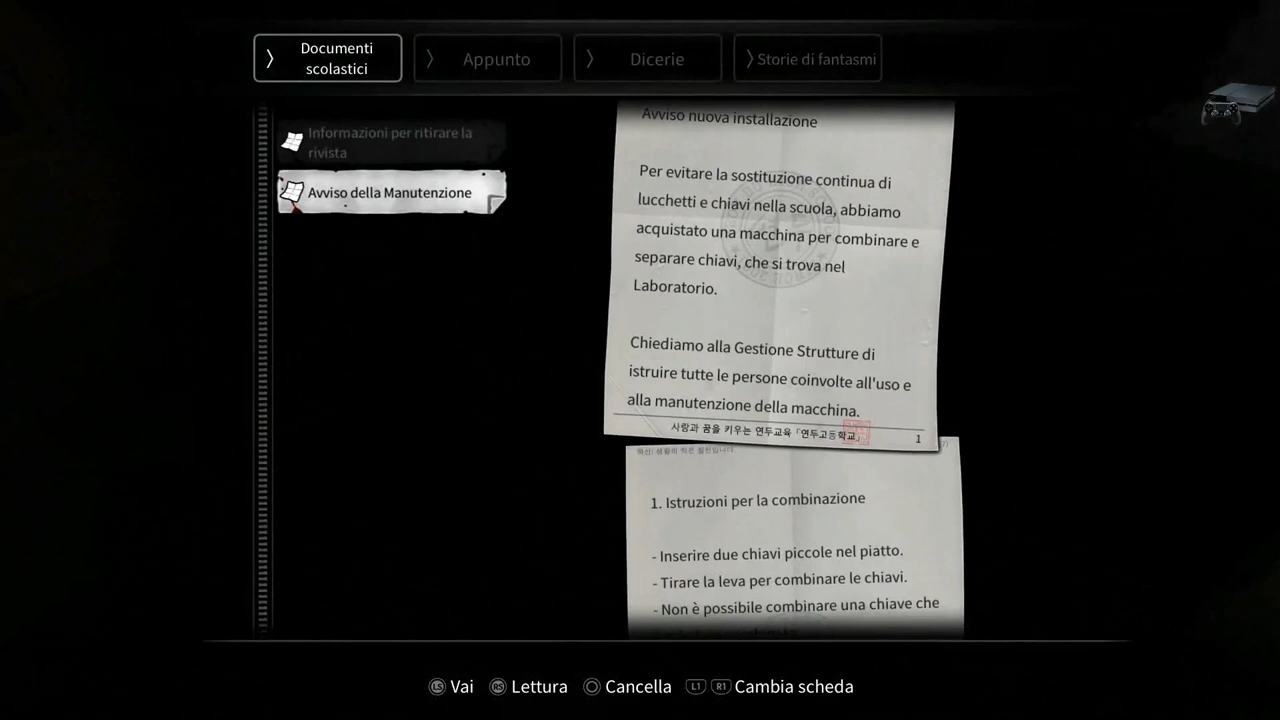 Documenti
scolastici
Appunto
Dicerie
Storie di fantasmi
Informazioni per ritirare la
rivista
Avviso della Manutenzione
Avviso nuova installazione
Per evitare la sostituzione continua di
lucchetti e chiavi nella scuola, abbiamo
acquistato una macchina per combinare e
separare chiavi, che si trova nel
Laboratorio.
Chiediamo alla Gestione Strutture di
istruire tutte le persone coinvolte all'uso e
alla manutenzione della macchina.
사람과 꿈을 키우는 연두교육 「연두고등학교」
1
1. Istruzioni per la combinazione
- Inserire due chiavi piccole nel piatto.
- Tirare la leva per combinare le chiavi.
- Non è possibile combinare una chiave che
LS Vai RS Lettura Cancella L1 R1 Cambia scheda